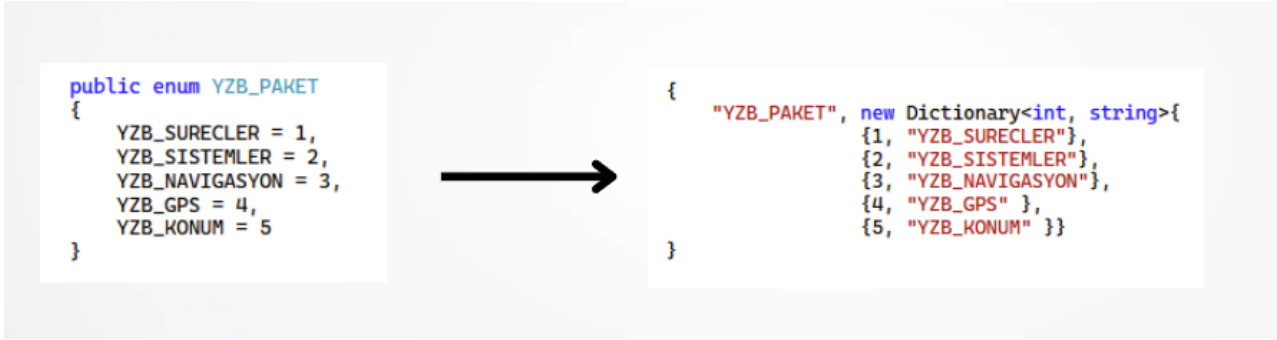 public enum YZB_PAKET
{
YZB_SURECLER = 1,
YZB_SISTEMLER = 2,
YZB_NAVIGASYON = 3,
YZB_GPS = 4,
YZB_KONUM = 5
}
{
"YZB_PAKET", new Dictionary<int, string>{
{1, "YZB_SURECLER"},
{2, "YZB_SISTEMLER"},
{3, "YZB_NAVIGASYON"},
{4, "YZB_GPS" },
{5, "YZB_KONUM" }}
}